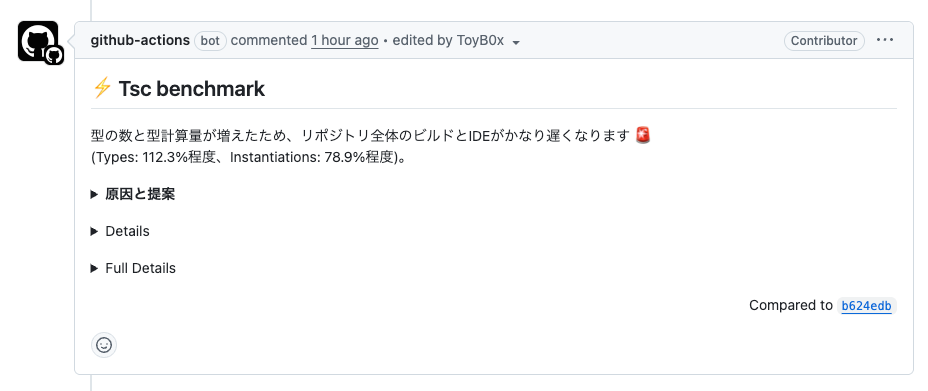 github-actions bot commented 1 hour ago • edited by ToyB0x Contributor
⚡ Tsc benchmark
型の数と型計算量が増えたため、リポジトリ全体のビルドとIDEがかなり遅くなります 🚨
(Types: 112.3%程度、Instantiations: 78.9%程度)。
▶ 原因と提案
▶ Details
▶ Full Details
Compared to b624edb